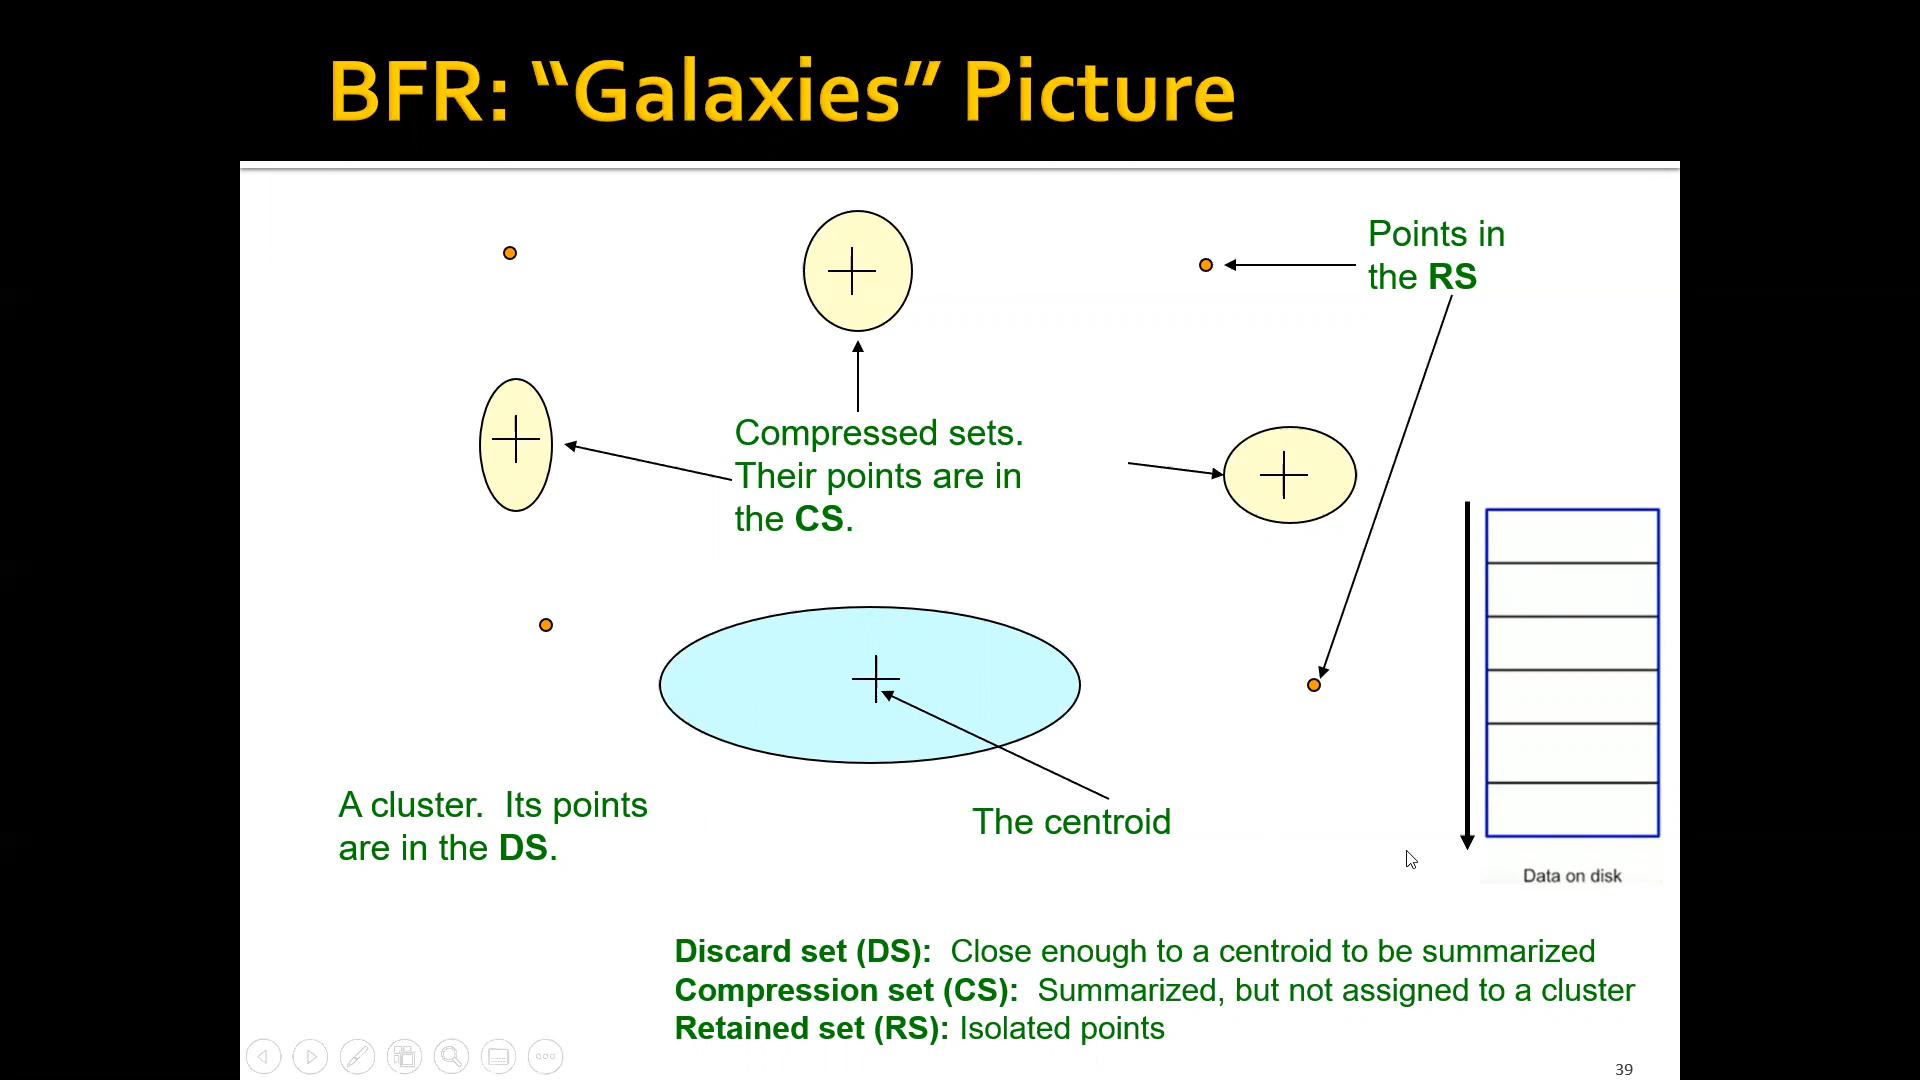 BFR: “Galaxies” Picture
Points in
the RS
Compressed sets.
Their points are in
the CS.
A cluster.  Its points
are in the DS.
The centroid
Data on disk
Discard set (DS):  Close enough to a centroid to be summarized
Compression set (CS):  Summarized, but not assigned to a cluster
Retained set (RS): Isolated points
39